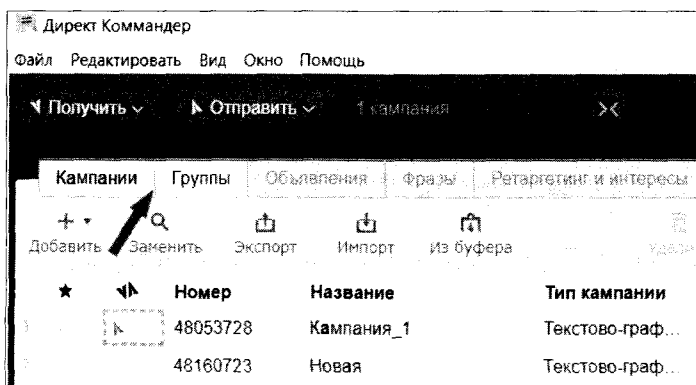 Директ Коммандер
Файл Редактировать Вид Окно Помощь
Получить Отправить 1 кампания
Кампании Группы Объявления Фразы Ретаргетинг и интересы
Добавить Заменить Экспорт Импорт Из буфера
Номер Название Тип кампании
48053728 Кампания_1 Текстово-граф...
48160723 Новая Текстово-граф...